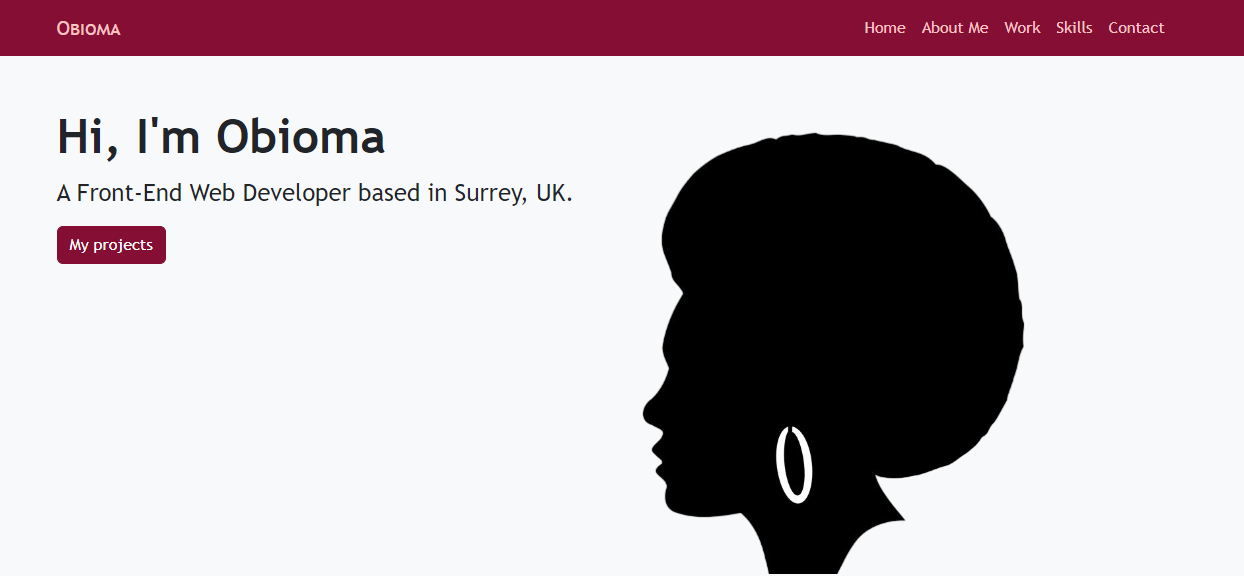 Obioma
Home About Me Work Skills Contact
Hi, I'm Obioma
A Front-End Web Developer based in Surrey, UK.
My projects